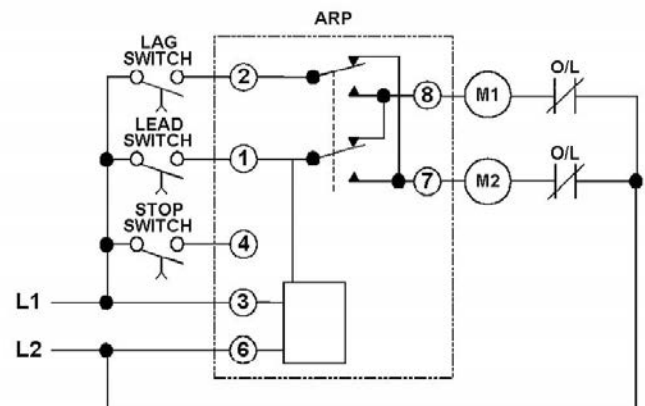 ARP
LAG
SWITCH
2
O/L
8
M1
LEAD
SWITCH
1
O/L
7
M2
STOP
SWITCH
4
L1
3
L2
6